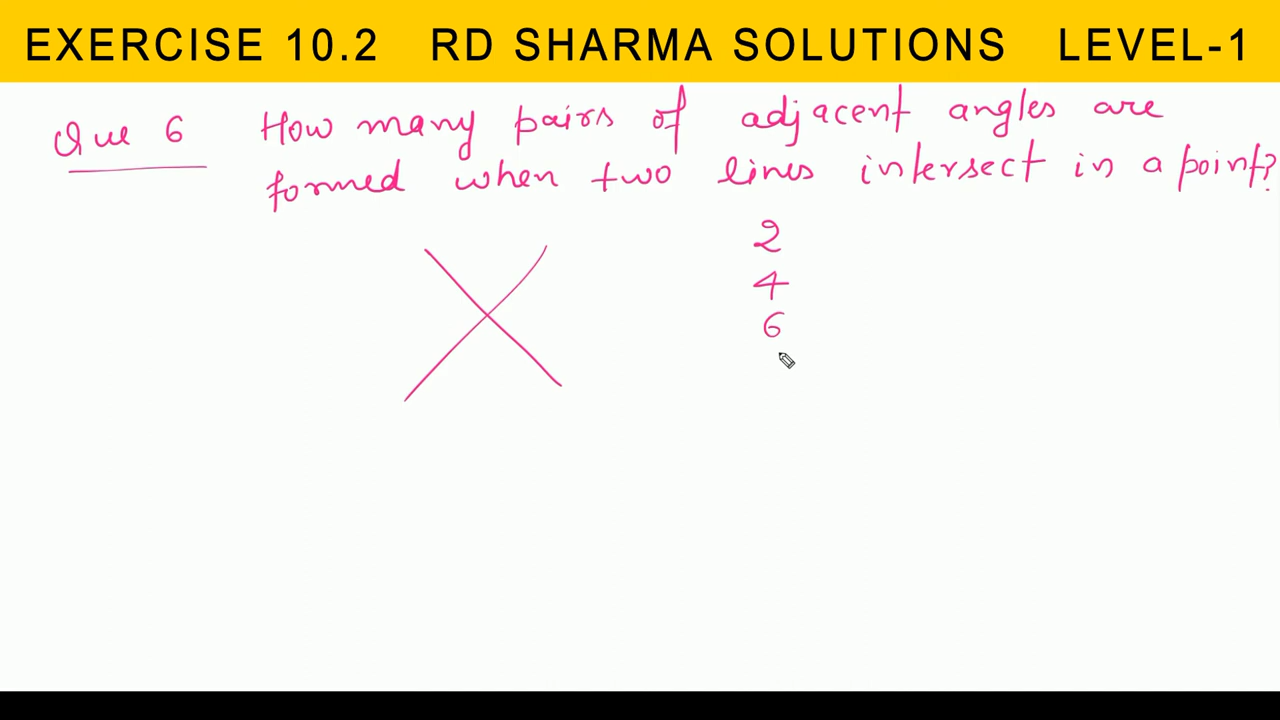 EXERCISE 10.2 RD SHARMA SOLUTIONS LEVEL-1
Que 6 How many pairs of adjacent angles are
formed when two lines intersect in a point?
2
4
6